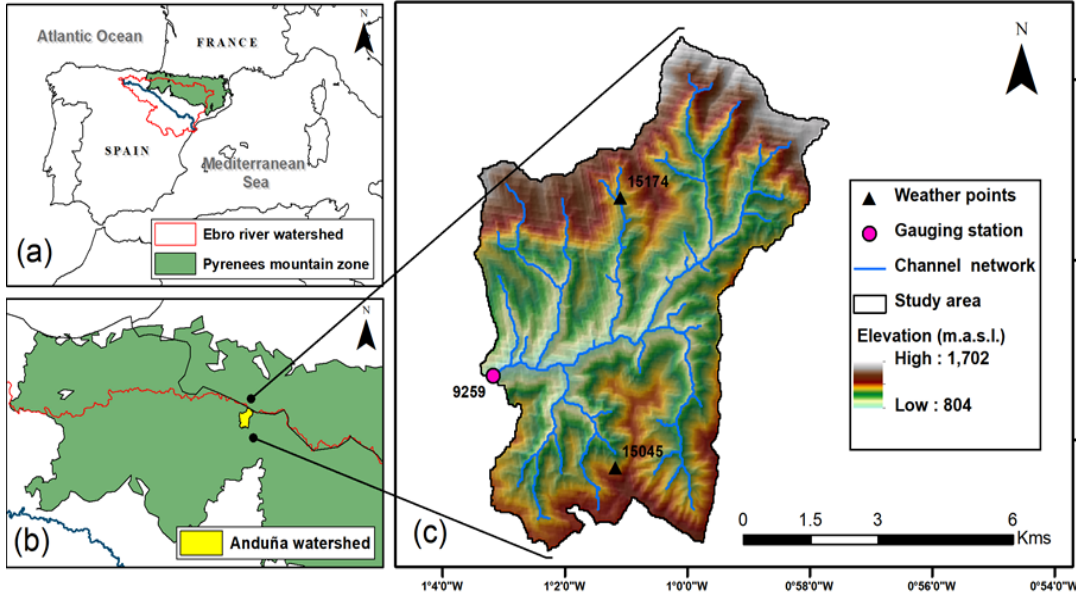 Atlantic Ocean
FRANCE
N
SPAIN
Mediterranean
Sea
(a)
Ebro river watershed
Pyrenees mountain zone
N
(b)
Anduña watershed
N
15174
9259
15045
(c)
Weather points
Gauging station
Channel network
Study area
Elevation (m.a.s.l.)
High : 1,702
Low : 804
0 1.5 3 6
Kms
1°4'0"W 1°2'0"W 1°0'0"W 0°58'0"W 0°56'0"W 0°54'0"W